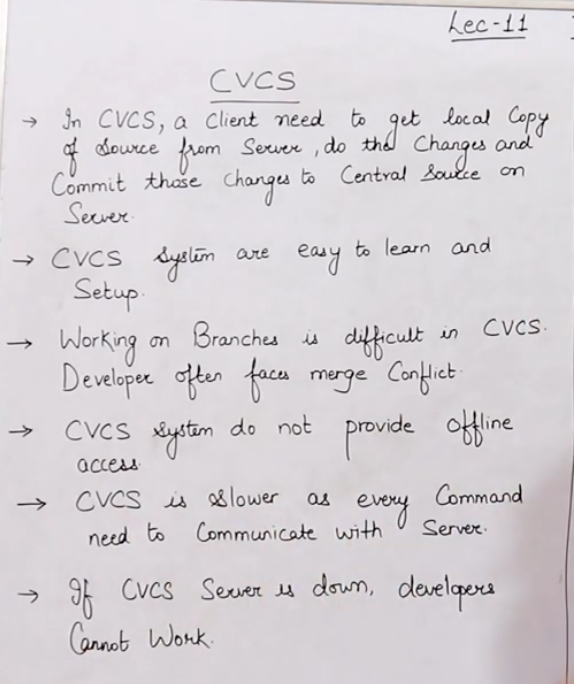 Lec-11
CVCS
→ In CVCS, a Client need to get local Copy
of Source from Server, do the Changes and
Commit those Changes to Central Source on
Server.
→ CVCS System are easy to learn and
Setup.
→ Working on Branches is difficult in CVCS.
Developer often faces merge Conflict.
→ CVCS System do not provide offline
access.
→ CVCS is Slower as every Command
need to Communicate with Server.
→ If CVCS Server is down, developers
Cannot Work.